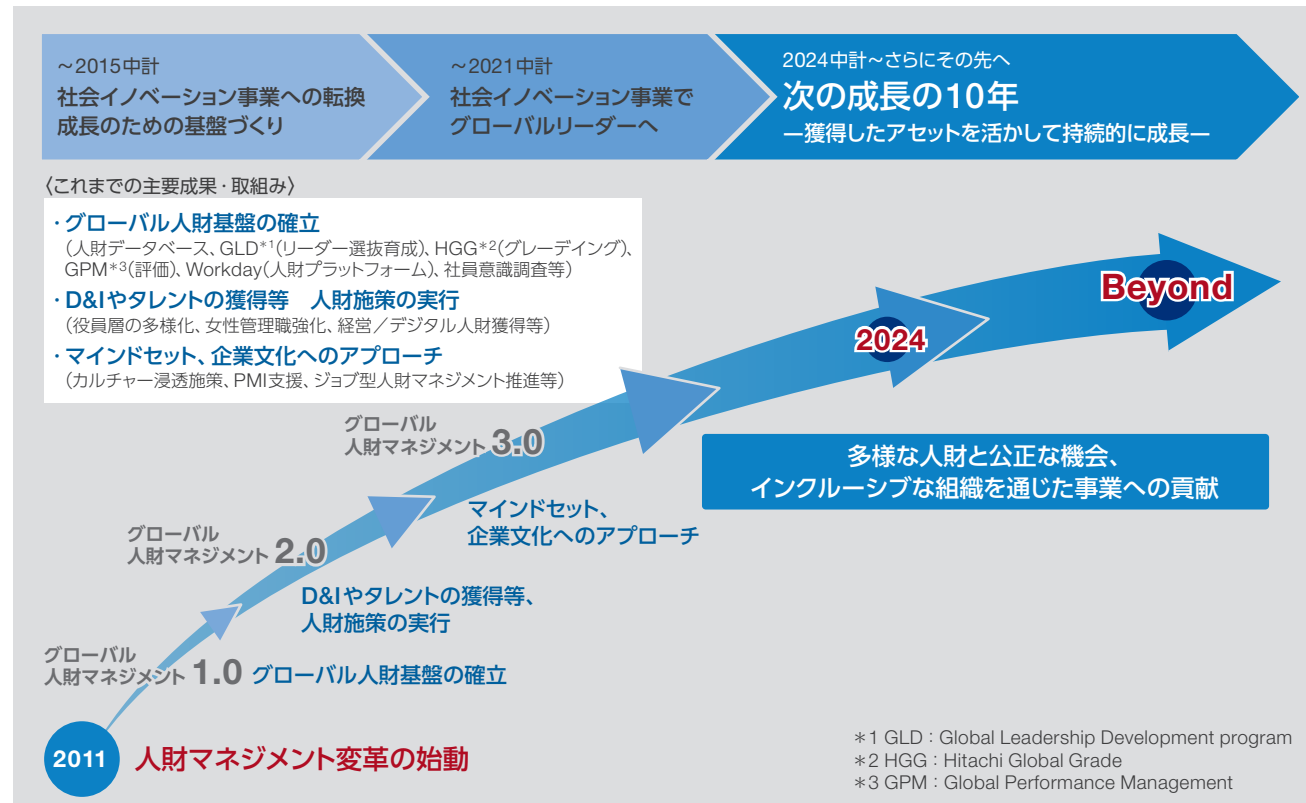 ～2015中計
社会イノベーション事業への転換
成長のための基盤づくり
～2021中計
社会イノベーション事業で
グローバルリーダーへ
2024中計～さらにその先へ
次の成長の10年
ー獲得したアセットを活かして持続的に成長ー
〈これまでの主要成果・取組み〉
・グローバル人財基盤の確立
（人財データベース、GLD*1（リーダー選抜育成）、HGG*2（グレーデイング）、
GPM*3（評価）、Workday（人財プラットフォーム）、社員意識調査等）
・D&Iやタレントの獲得等　人財施策の実行
（役員層の多様化、女性管理職強化、経営／デジタル人財獲得等）
・マインドセット、企業文化へのアプローチ
（カルチャー浸透施策、PMI支援、ジョブ型人財マネジメント推進等）
Beyond
2024
グローバル
人財マネジメント 3.0
多様な人財と公正な機会、
インクルーシブな組織を通じた事業への貢献
マインドセット、
企業文化へのアプローチ
グローバル
人財マネジメント 2.0
D&Iやタレントの獲得等、
人財施策の実行
グローバル
人財マネジメント 1.0 グローバル人財基盤の確立
2011 人財マネジメント変革の始動
＊1 GLD：Global Leadership Development program
＊2 HGG：Hitachi Global Grade
＊3 GPM：Global Performance Management